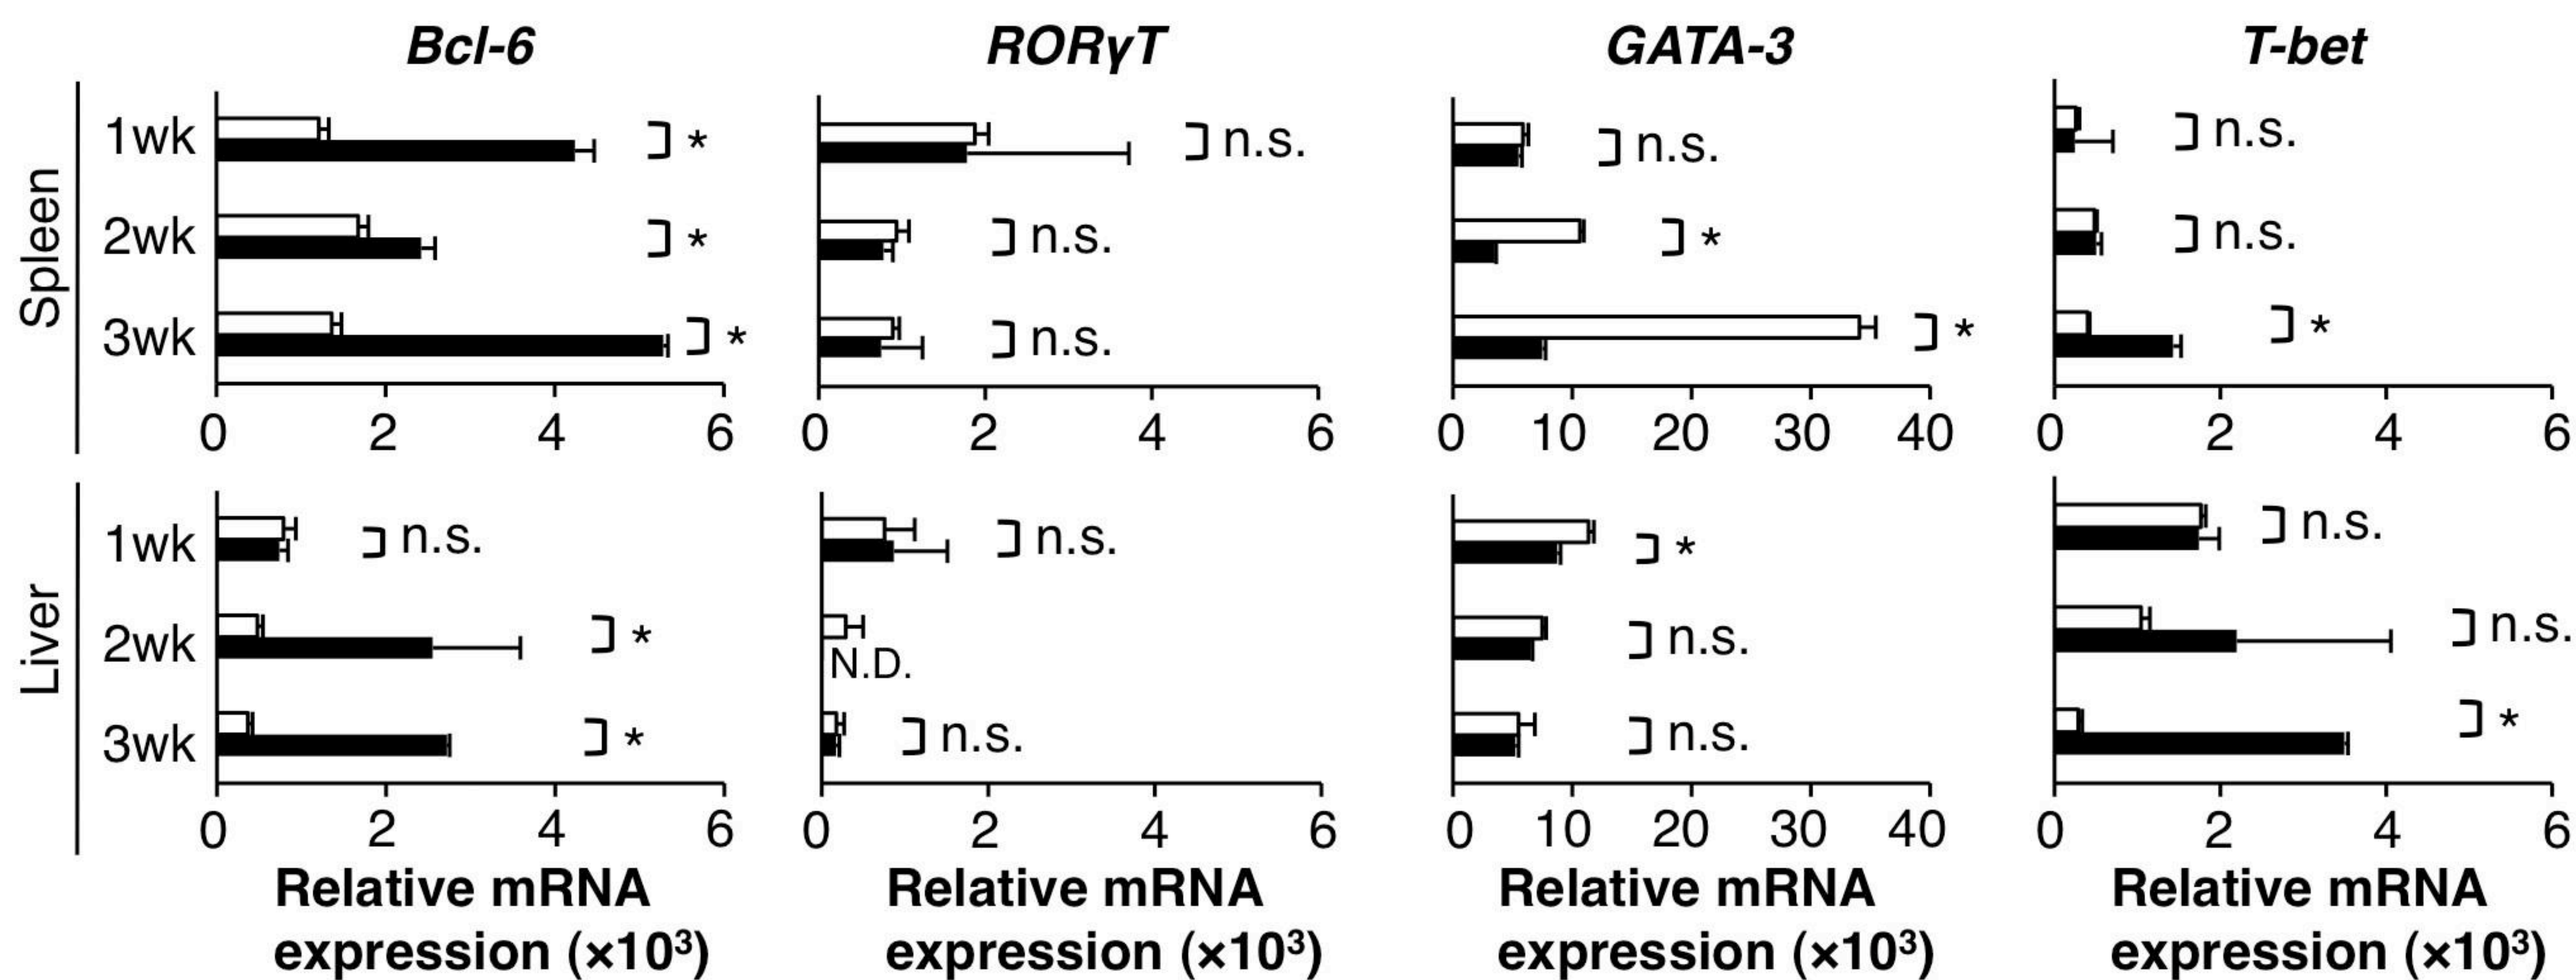 Bcl-6 RORγT GATA-3 T-bet
Spleen
1wk * n.s. n.s. n.s.
2wk * n.s. * n.s.
3wk * n.s. * *
0 2 4 6 0 2 4 6 0 10 20 30 40 0 2 4 6
Liver
1wk n.s. n.s. * n.s.
2wk * N.D. n.s. n.s.
3wk * n.s. n.s. *
0 2 4 6 0 2 4 6 0 10 20 30 40 0 2 4 6
Relative mRNA Relative mRNA Relative mRNA Relative mRNA
expression (×10³) expression (×10³) expression (×10³) expression (×10³)